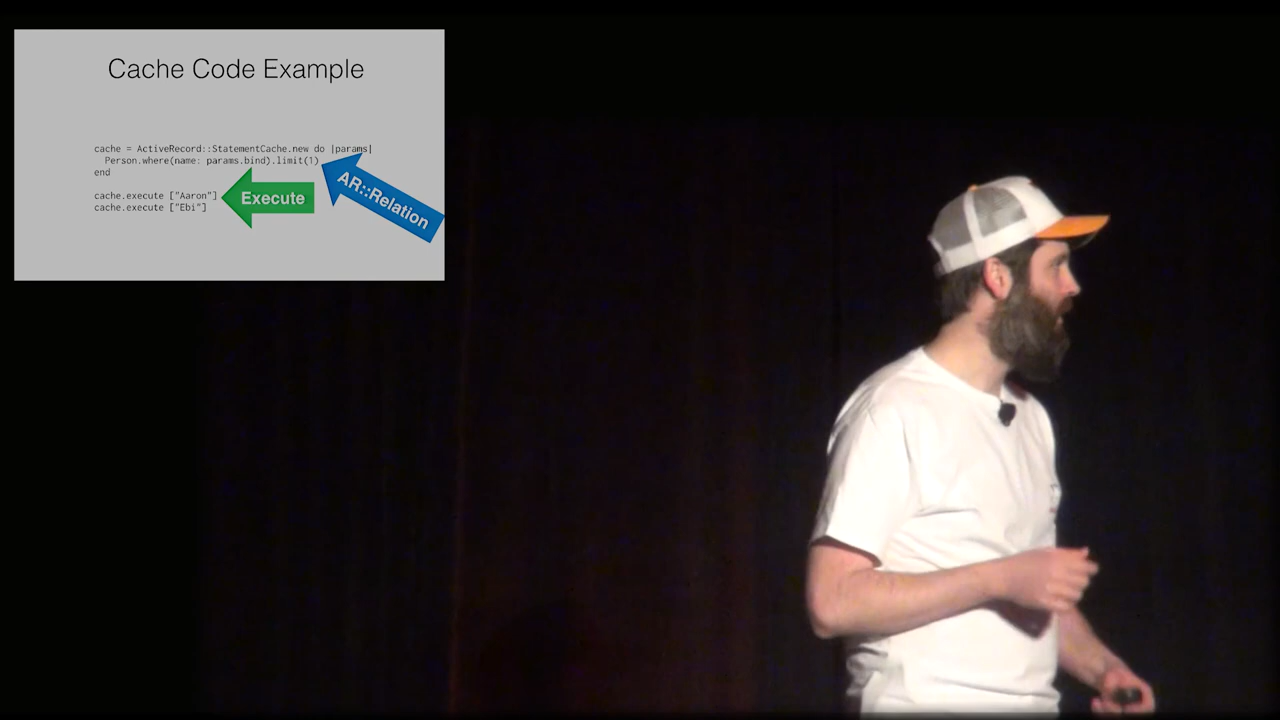 Cache Code Example
cache = ActiveRecord::StatementCache.new do |params|
Person.where(name: params.bind).limit(1)
end
cache.execute ["Aaron"]
cache.execute ["Ebi"]
Execute
AR::Relation